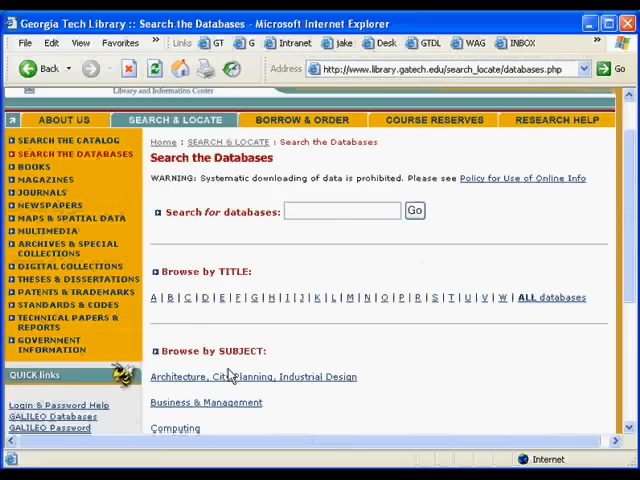 Georgia Tech Library :: Search the Databases - Microsoft Internet Explorer
File Edit View Favorites Links GT G Intranet jake Desk GTDL WAG INBOX
Back Address http://www.library.gatech.edu/search_locate/databases.php Go
Library and Information Center
ABOUT US SEARCH & LOCATE BORROW & ORDER COURSE RESERVES RESEARCH HELP
SEARCH THE CATALOG
SEARCH THE DATABASES
BOOKS
MAGAZINES
JOURNALS
NEWSPAPERS
MAPS & SPATIAL DATA
MULTIMEDIA
ARCHIVES & SPECIAL
COLLECTIONS
DIGITAL COLLECTIONS
THESES & DISSERTATIONS
PATENTS & TRADEMARKS
STANDARDS & CODES
TECHNICAL PAPERS &
REPORTS
GOVERNMENT
INFORMATION
QUICK links
Login & Password Help
GALILEO Databases
GALILEO Password
Home : SEARCH & LOCATE : Search the Databases
Search the Databases
WARNING: Systematic downloading of data is prohibited. Please see Policy for Use of Online Info
Search for databases: Go
Browse by TITLE:
A | B | C | D | E | F | G | H | I | J | K | L | M | N | O | P | R | S | T | U | V | W | ALL databases
Browse by SUBJECT:
Architecture, City Planning, Industrial Design
Business & Management
Computing
Internet